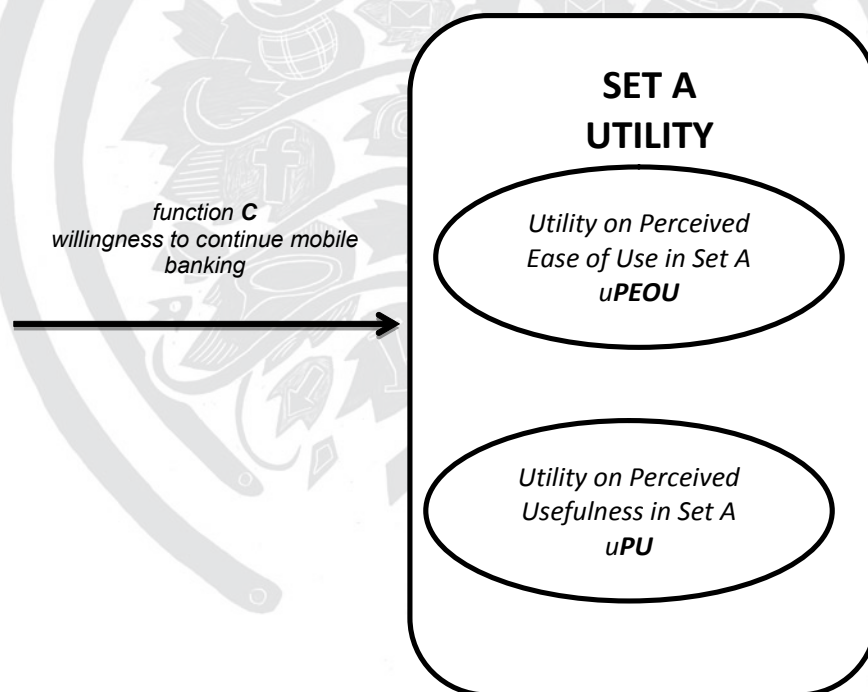 SET A
UTILITY
function C
willingness to continue mobile
banking
Utility on Perceived
Ease of Use in Set A
uPEOU
Utility on Perceived
Usefulness in Set A
uPU